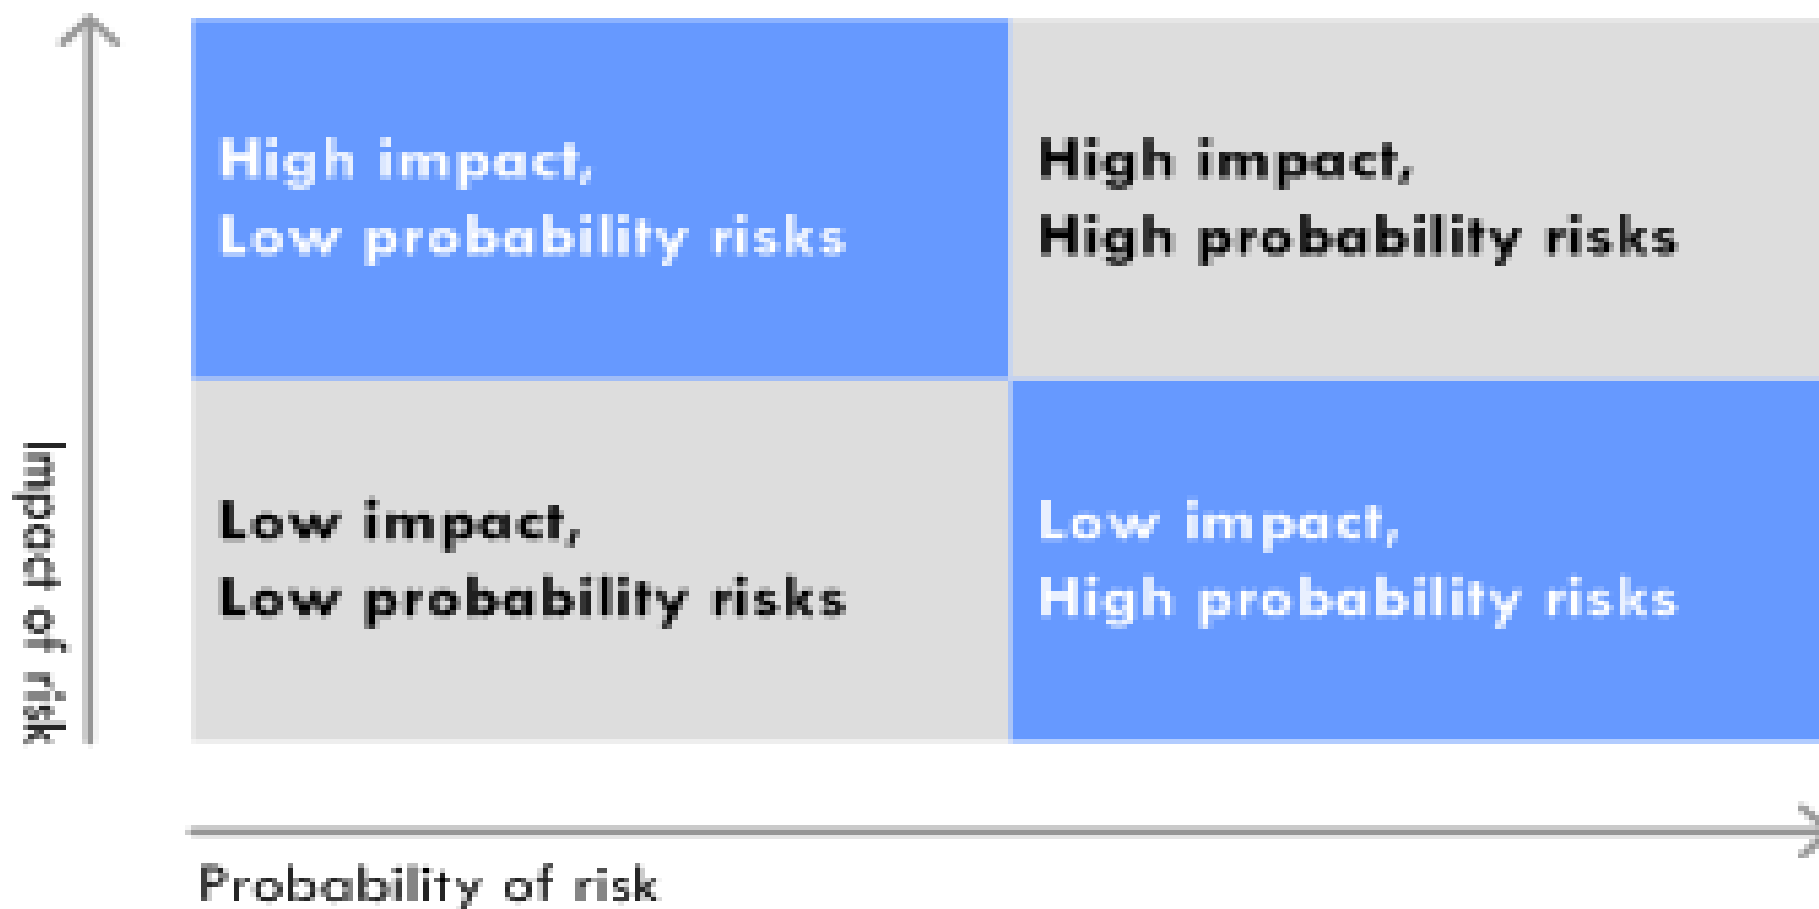 High impact,
Low probability risks
High impact,
High probability risks
Low impact,
Low probability risks
Low impact,
High probability risks
Impact of risk
Probability of risk